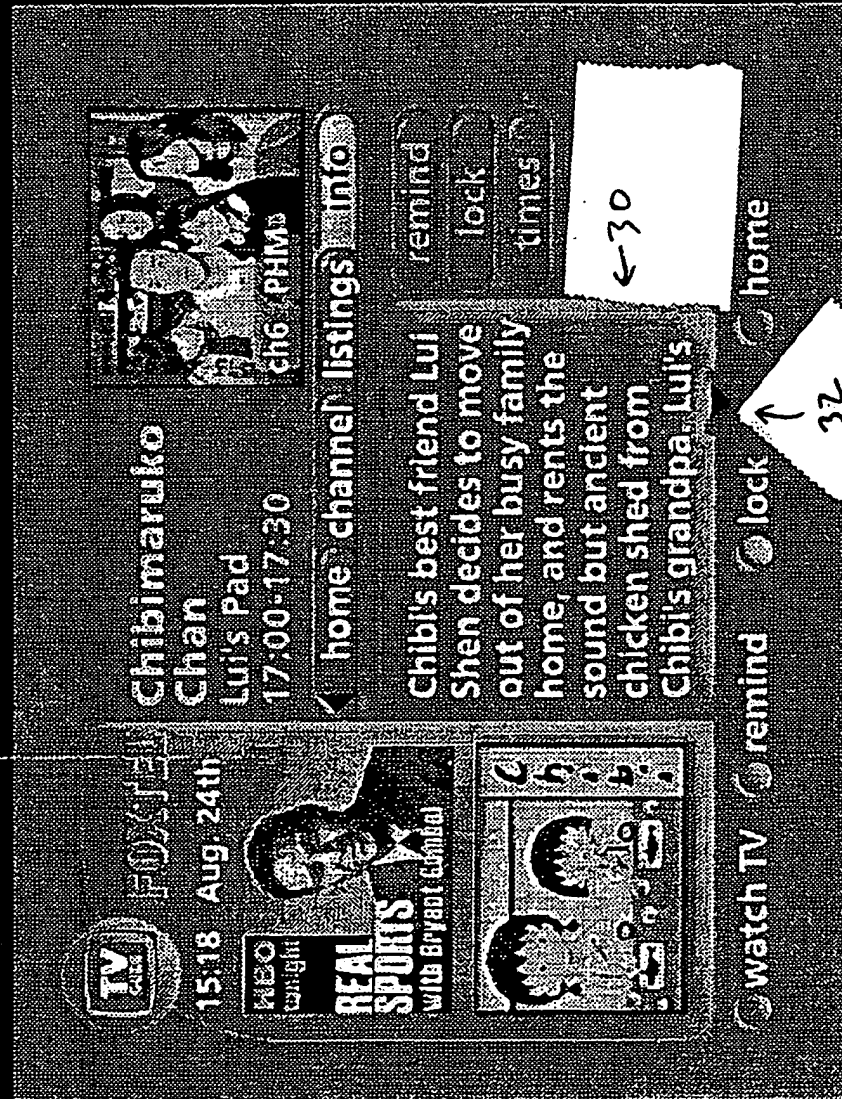 TV
GUIDE
FOXTEL
15:18 Aug. 24th
HBO
tonight
REAL
SPORTS
with Bryant Gumbel
Chibimaruko
Chan
Lui's Pad
17:00-17:30
ch6 PHM
home channel listings info
Chibi's best friend Lui
Shen decides to move
out of her busy family
home, and rents the
sound but ancient
chicken shed from
Chibi's grandpa. Lui's
remind
lock
times
←30
32
watch TV remind lock home